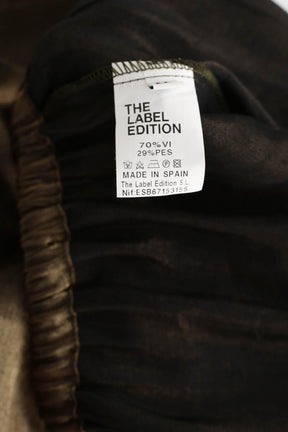 THE
LABEL
EDITION
70%VI
29%PES
MADE IN SPAIN
The Label Edition S.L